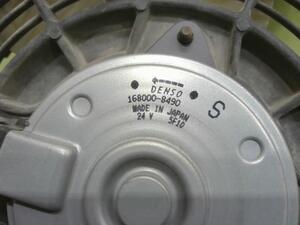 DENSO
168000-8490
MADE IN JAPAN
24 V 5F10
S